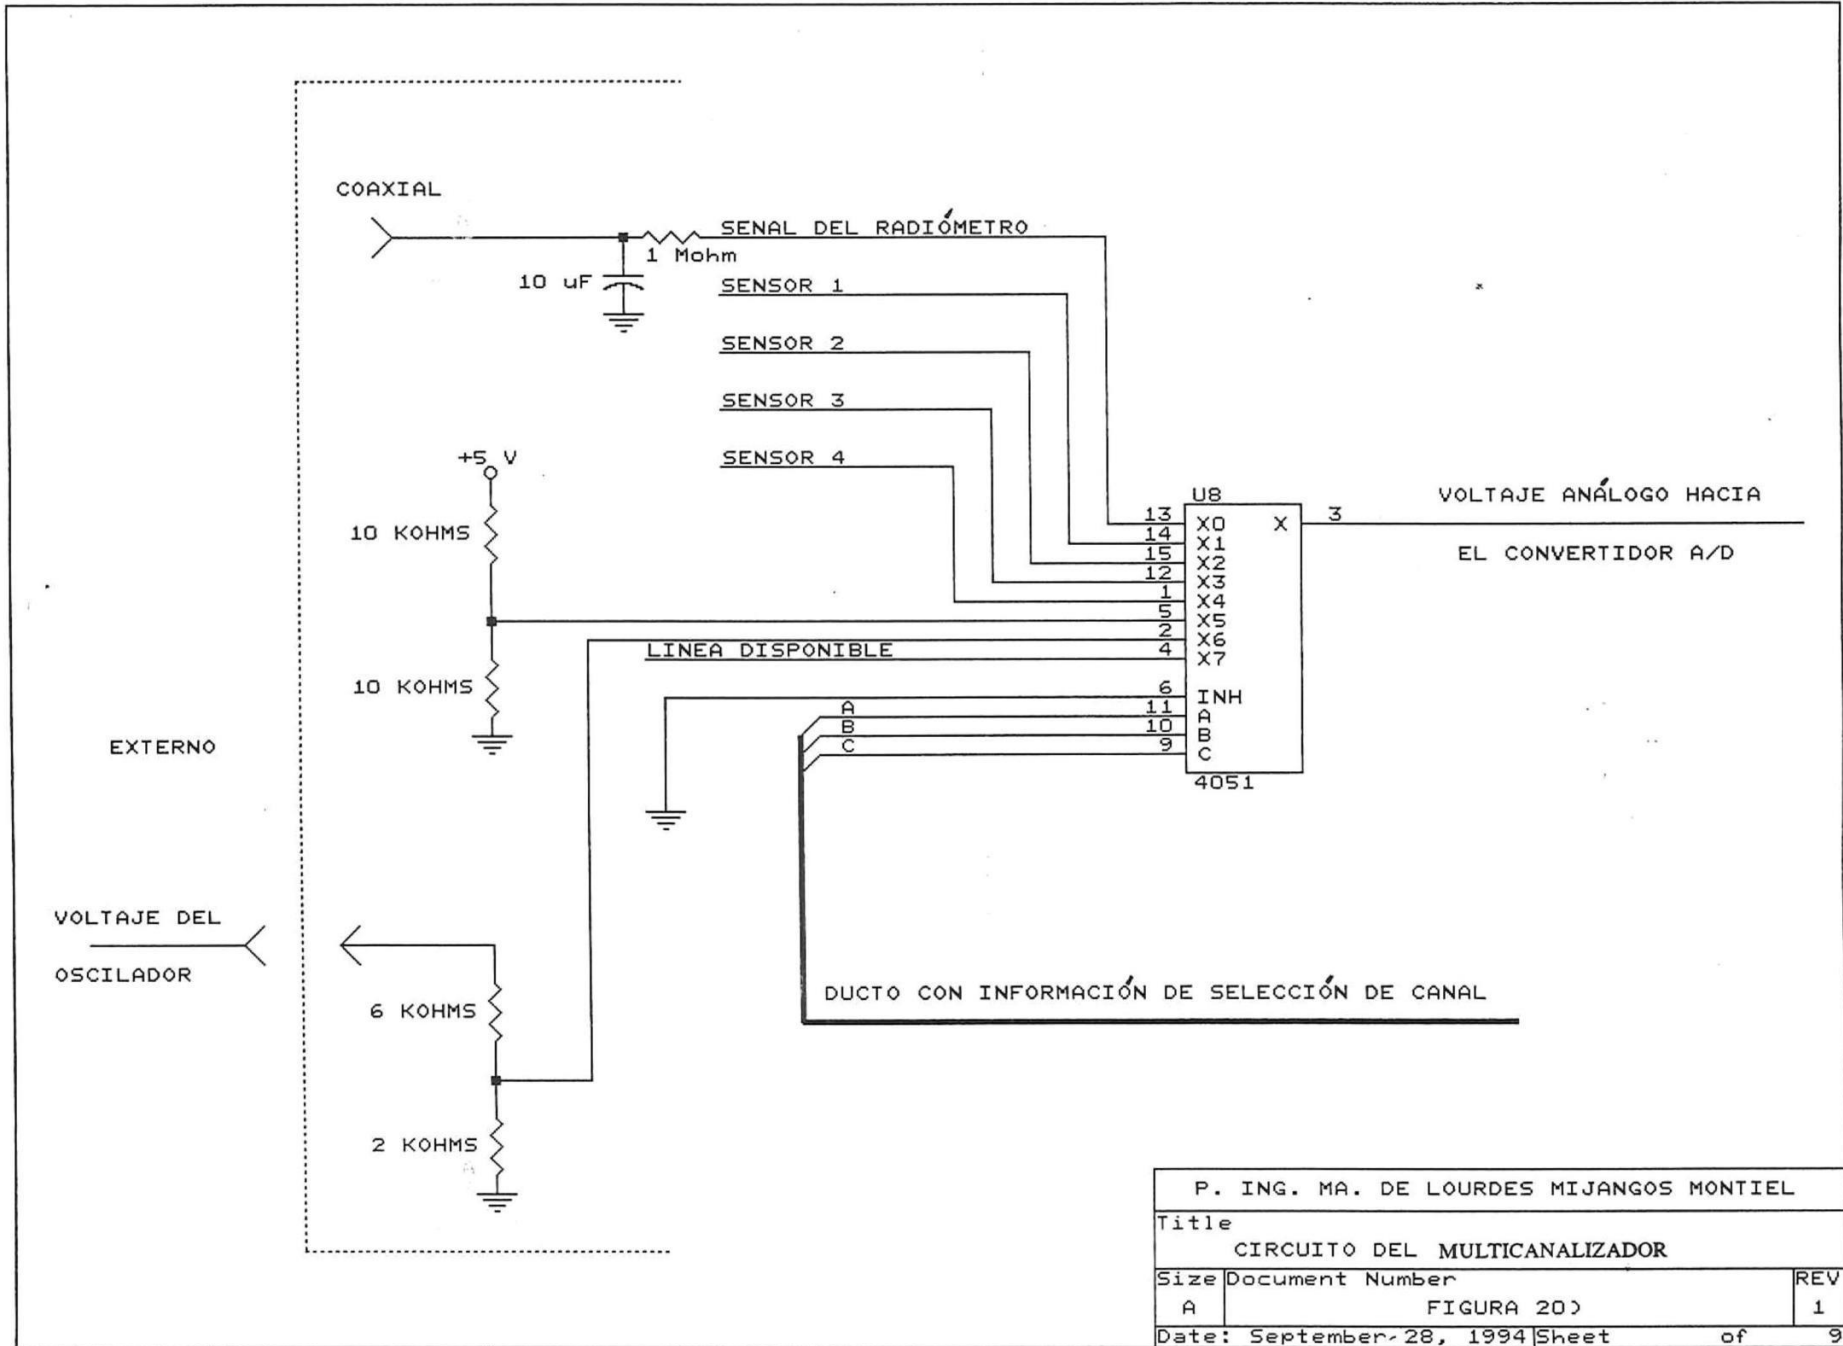 COAXIAL
SENAL DEL RADIÓMETRO
1 Mohm
10 uF
SENSOR 1
SENSOR 2
SENSOR 3
SENSOR 4
+5 V
10 KOHMS
10 KOHMS
U8
13 X0 X 3
14 X1
15 X2
12 X3
1 X4
5 X5
2 X6
4 X7
LINEA DISPONIBLE
6 INH
A 11 A
B 10 B
C 9 C
4051
VOLTAJE ANÁLOGO HACIA
EL CONVERTIDOR A/D
EXTERNO
VOLTAJE DEL
OSCILADOR
6 KOHMS
2 KOHMS
DUCTO CON INFORMACIÓN DE SELECCIÓN DE CANAL
P. ING. MA. DE LOURDES MIJANGOS MONTIEL
Title
CIRCUITO DEL MULTICANALIZADOR
Size Document Number REV
A FIGURA 20) 1
Date: September 28, 1994 Sheet of 9